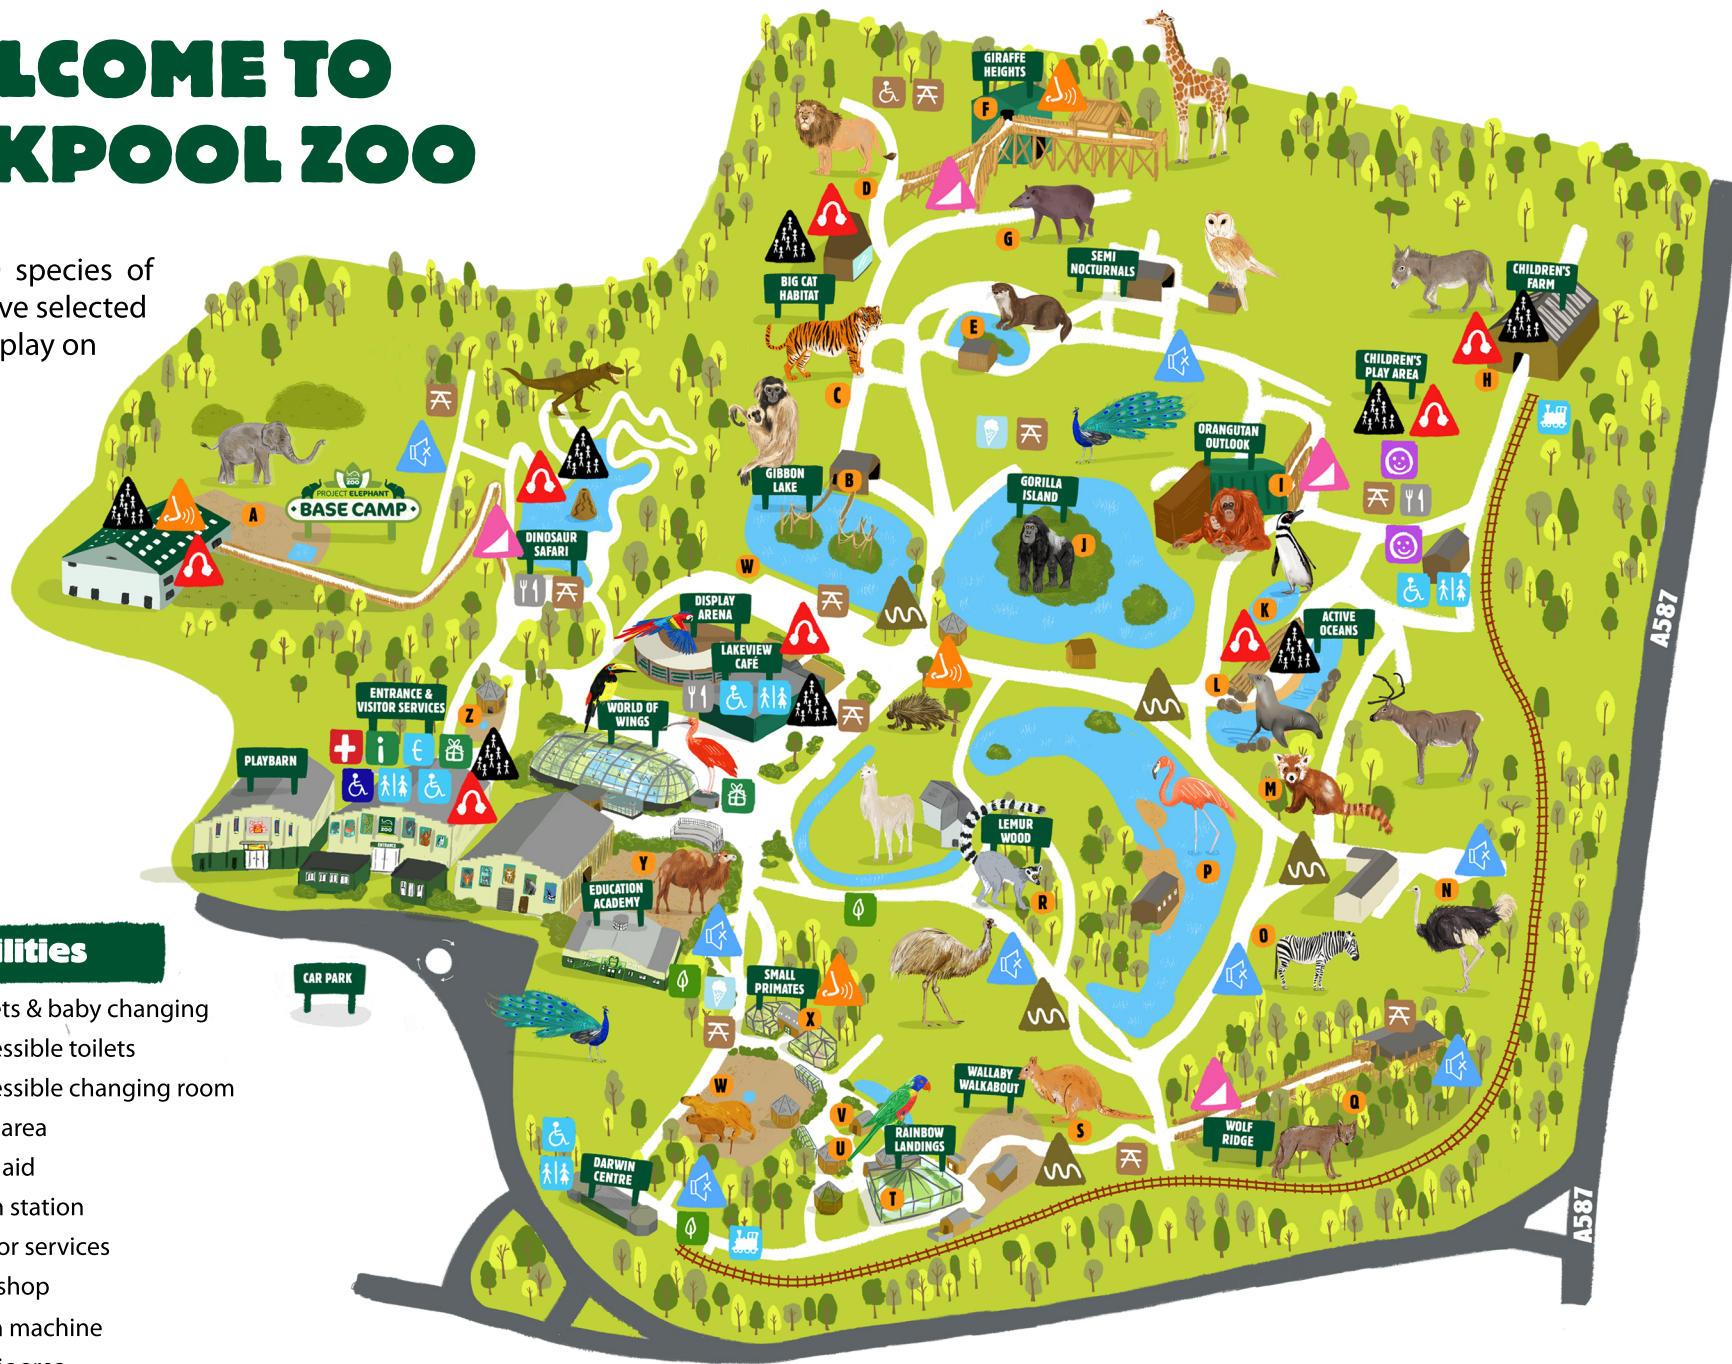 LCOME TO
KPOOL ZOO
species of
ve selected
play on
GIRAFFE
HEIGHTS
F
D
G
SEMI
NOCTURNALS
BIG CAT
HABITAT
CHILDREN'S
FARM
E
C
H
CHILDREN'S
PLAY AREA
ORANGUTAN
OUTLOOK
GIBBON
LAKE
B
GORILLA
ISLAND
I
ZOO
PROJECT ELEPHANT
• BASE CAMP •
A
DINOSAUR
SAFARI
J
W
DISPLAY
ARENA
K
ACTIVE
OCEANS
A587
LAKEVIEW
CAFÉ
L
ENTRANCE &
VISITOR SERVICES
Z
WORLD OF
WINGS
i
€
PLAYBARN
M
ZOO
ENTRANCE
LEMUR
WOOD
Y
EDUCATION
ACADEMY
P
R
N
O
CAR PARK
SMALL
PRIMATES
X
WALLABY
WALKABOUT
W
V
U
RAINBOW
LANDINGS
S
Q
WOLF
RIDGE
DARWIN
CENTRE
T
A587
ilities
ts & baby changing
essible toilets
essible changing room
area
aid
n station
or services
shop
n machine